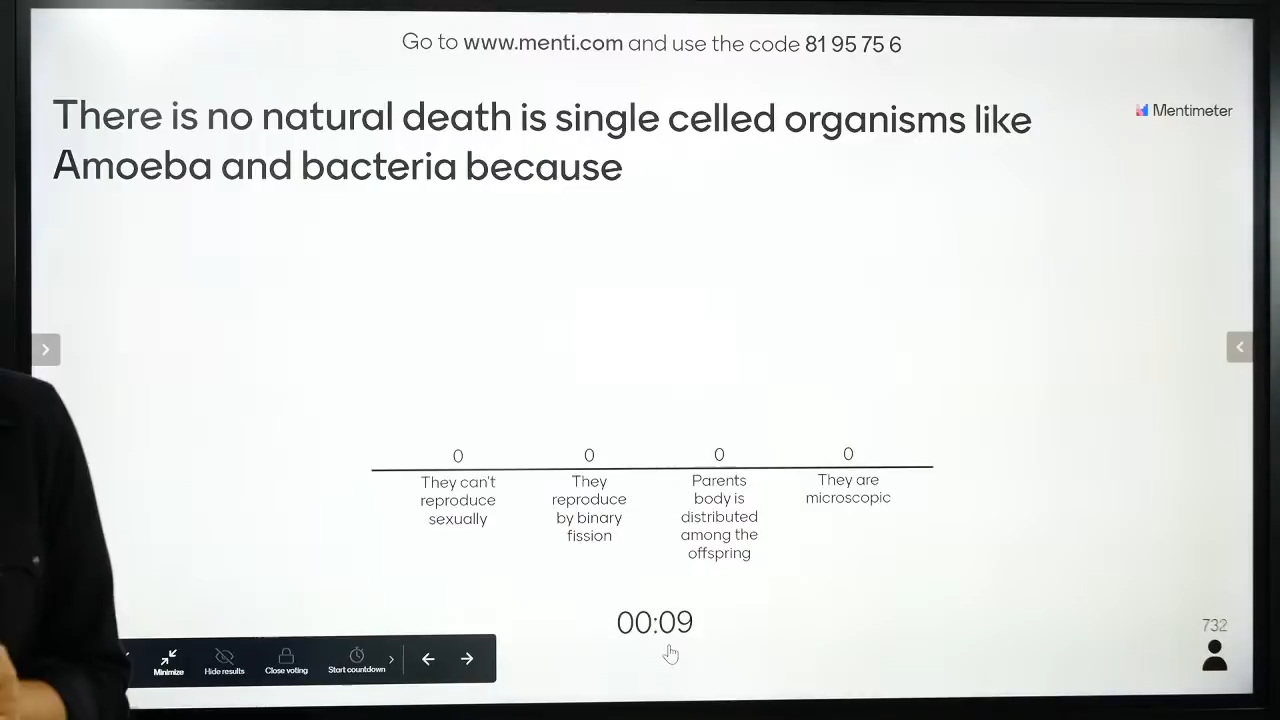 Go to www.menti.com and use the code 81 95 75 6
There is no natural death is single celled organisms like
Amoeba and bacteria because
Mentimeter
0
0
0
0
They can't
reproduce
sexually
They
reproduce
by binary
fission
Parents
body is
distributed
among the
offspring
They are
microscopic
00:09
732
Minimize
Hide results
Close voting
Start countdown